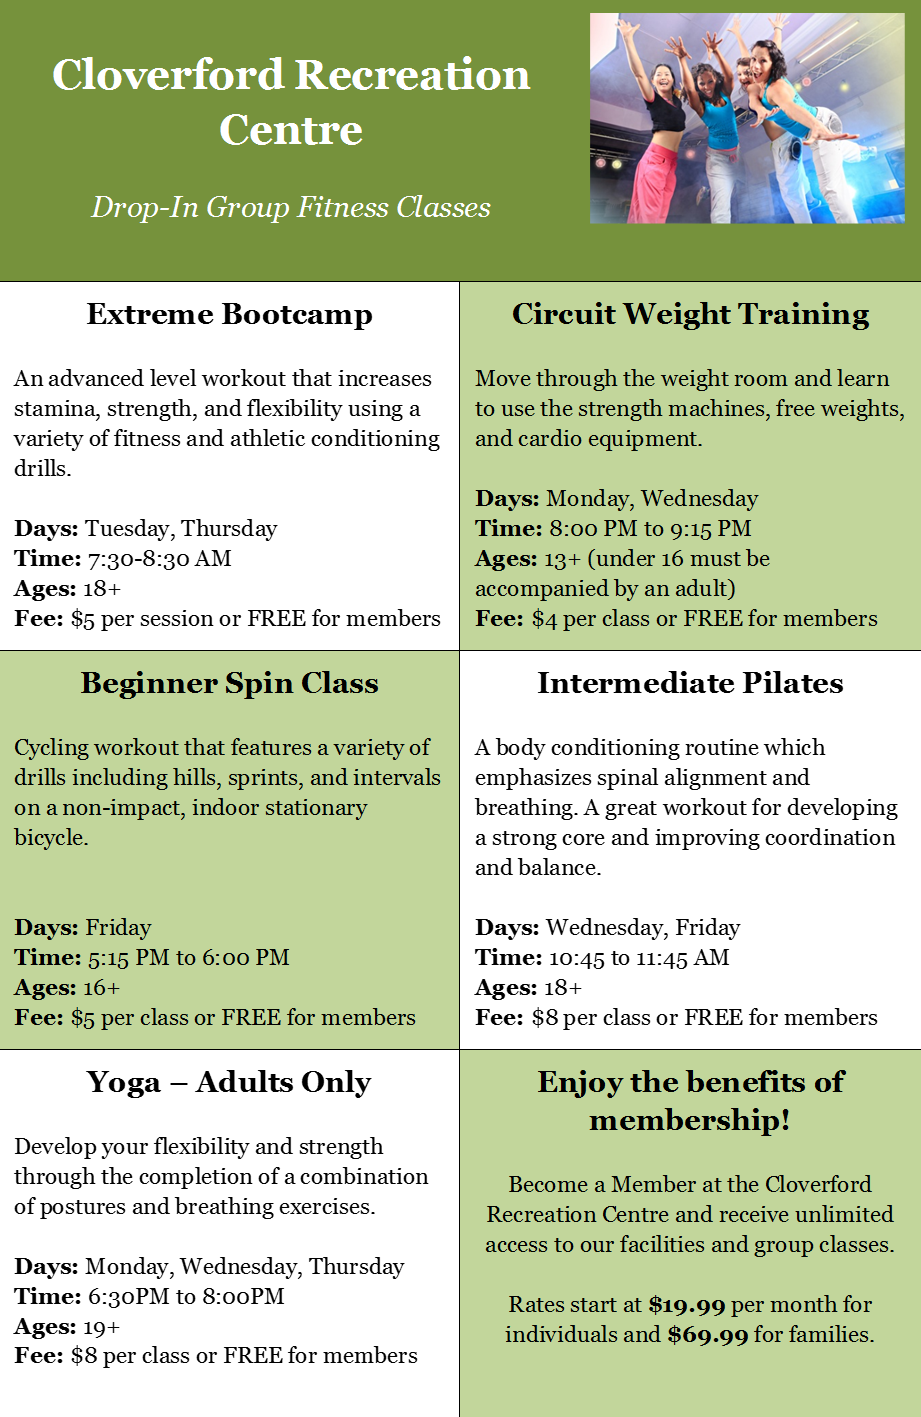 Cloverford Recreation
Centre
Drop-In Group Fitness Classes
Extreme Bootcamp
An advanced level workout that increases
stamina, strength, and flexibility using a
variety of fitness and athletic conditioning
drills.
Days: Tuesday, Thursday
Time: 7:30-8:30 AM
Ages: 18+
Fee: $5 per session or FREE for members
Circuit Weight Training
Move through the weight room and learn
to use the strength machines, free weights,
and cardio equipment.
Days: Monday, Wednesday
Time: 8:00 PM to 9:15 PM
Ages: 13+ (under 16 must be
accompanied by an adult)
Fee: $4 per class or FREE for members
Beginner Spin Class
Cycling workout that features a variety of
drills including hills, sprints, and intervals
on a non-impact, indoor stationary
bicycle.
Days: Friday
Time: 5:15 PM to 6:00 PM
Ages: 16+
Fee: $5 per class or FREE for members
Intermediate Pilates
A body conditioning routine which
emphasizes spinal alignment and
breathing. A great workout for developing
a strong core and improving coordination
and balance.
Days: Wednesday, Friday
Time: 10:45 to 11:45 AM
Ages: 18+
Fee: $8 per class or FREE for members
Yoga – Adults Only
Develop your flexibility and strength
through the completion of a combination
of postures and breathing exercises.
Days: Monday, Wednesday, Thursday
Time: 6:30PM to 8:00PM
Ages: 19+
Fee: $8 per class or FREE for members
Enjoy the benefits of
membership!
Become a Member at the Cloverford
Recreation Centre and receive unlimited
access to our facilities and group classes.
Rates start at $19.99 per month for
individuals and $69.99 for families.